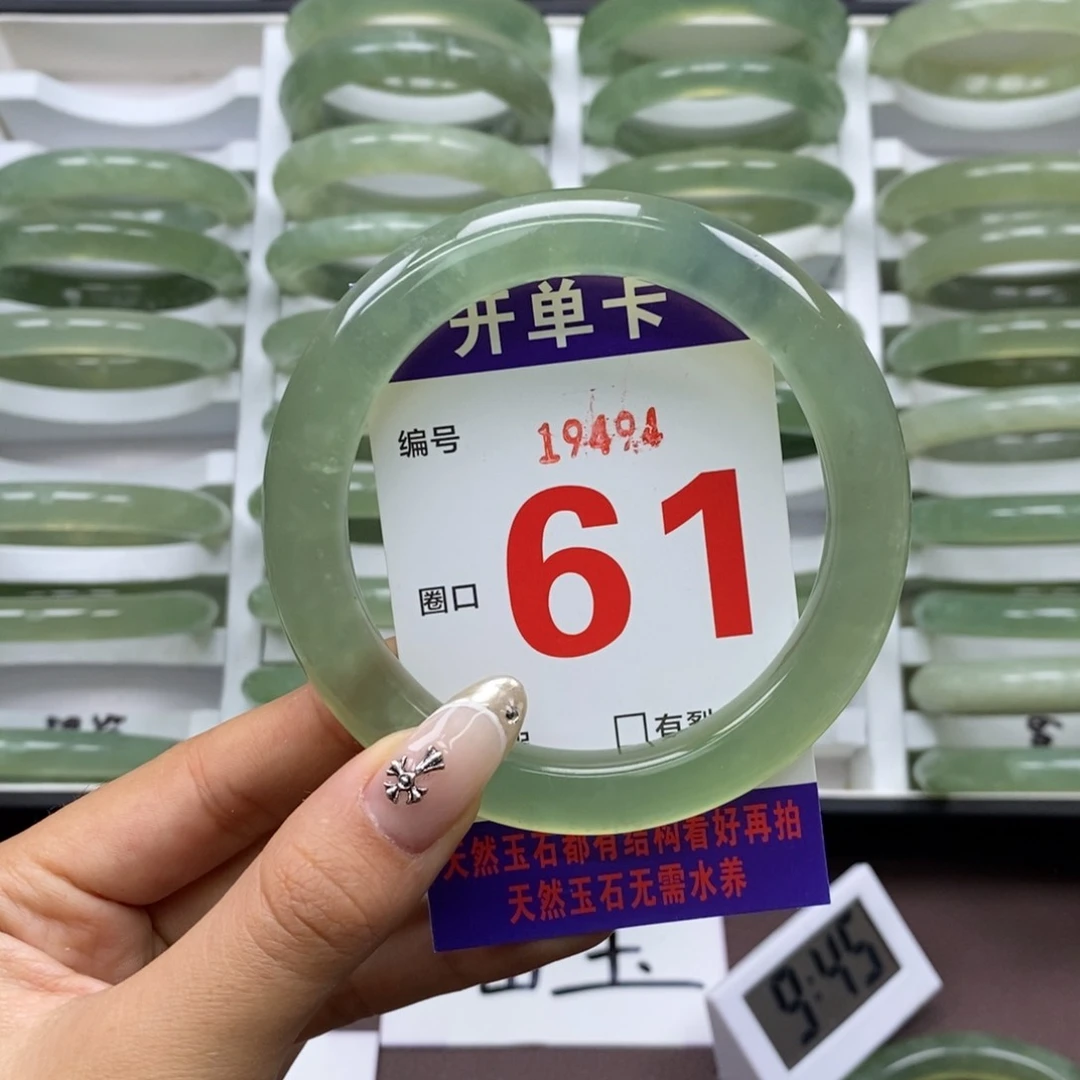 开单卡
编号 19494
圈口 61
有裂
天然玉石都有结构看好再拍
天然玉石无需水养
玉
9:45